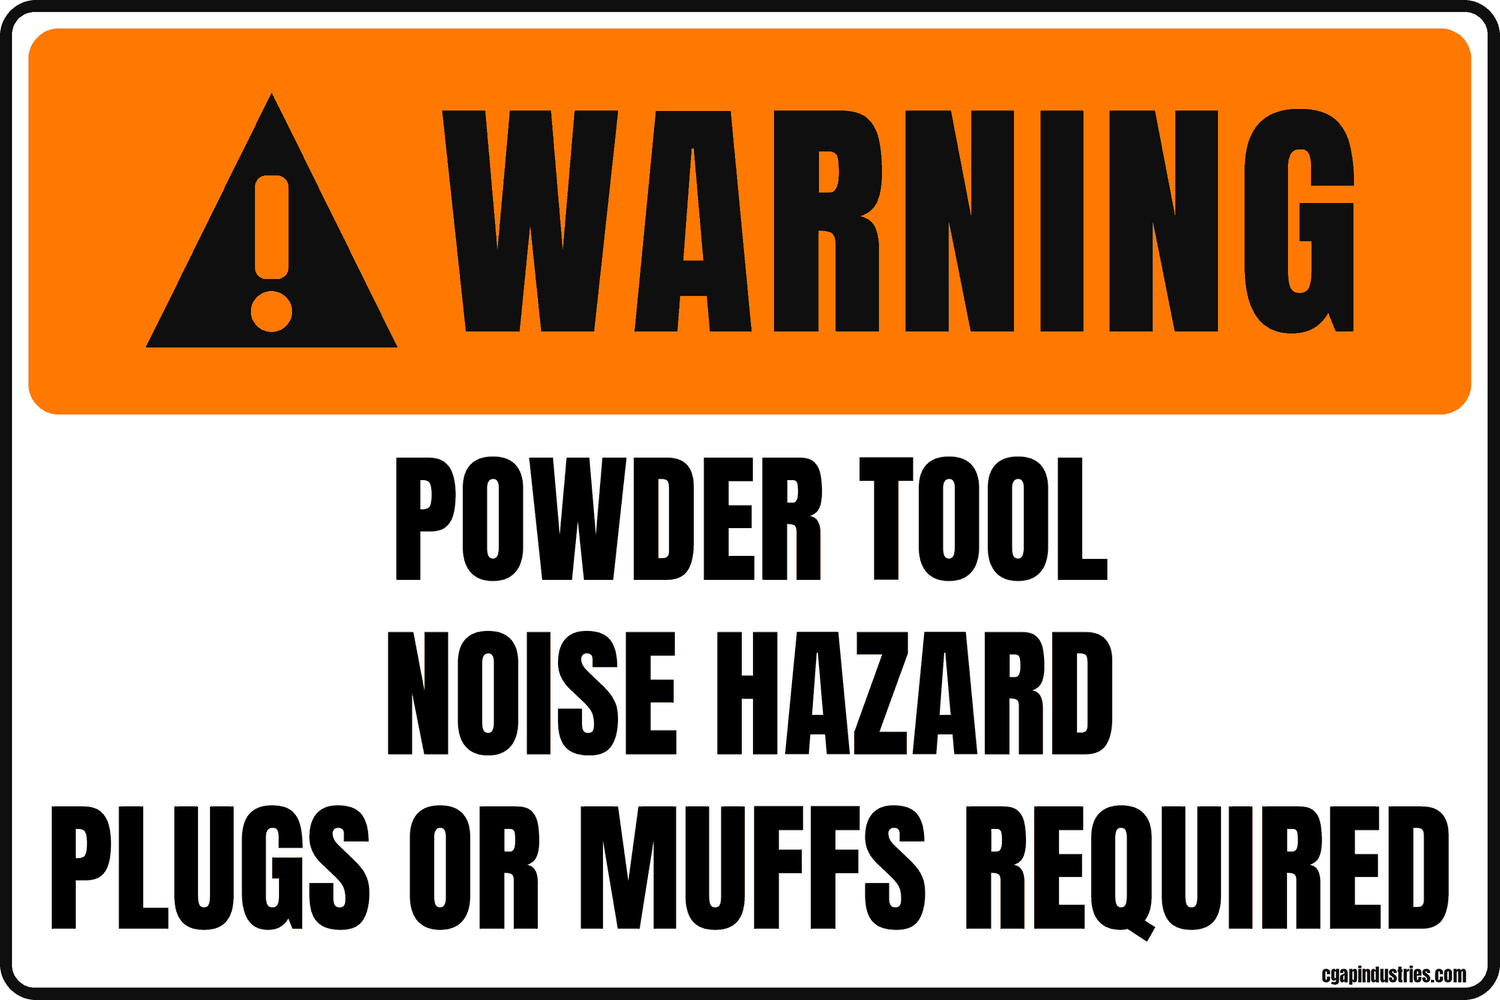 WARNING
POWDER TOOL
NOISE HAZARD
PLUGS OR MUFFS REQUIRED
cgapindustries.com